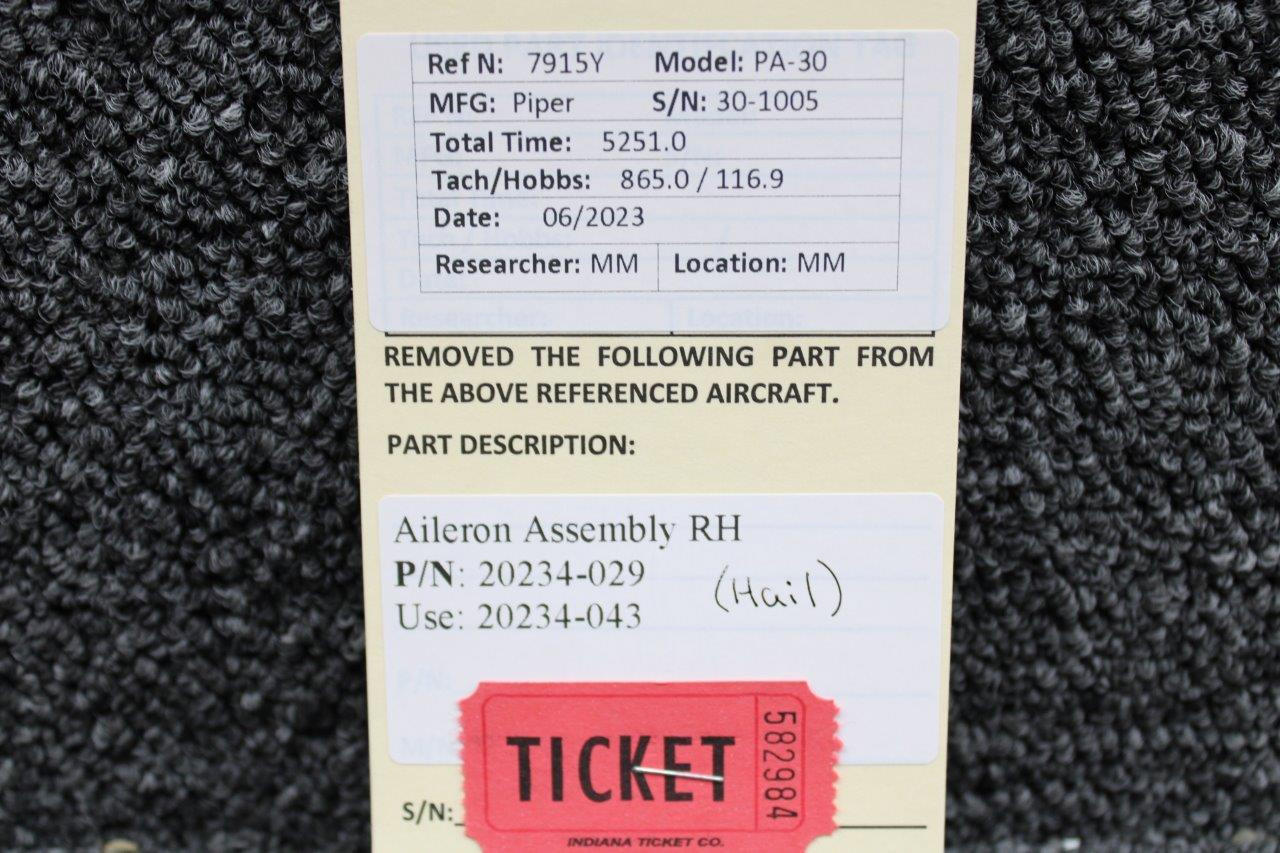 Ref N: 7915Y Model: PA-30
MFG: Piper S/N: 30-1005
Total Time: 5251.0
Tach/Hobbs: 865.0 / 116.9
Date: 06/2023
Researcher: MM Location: MM
Researcher: Location:
REMOVED THE FOLLOWING PART FROM
THE ABOVE REFERENCED AIRCRAFT.
PART DESCRIPTION:
Aileron Assembly RH
P/N: 20234-029
(Hail)
Use: 20234-043
P/N:
TICKET
582984
S/N:
INDIANA TICKET CO.